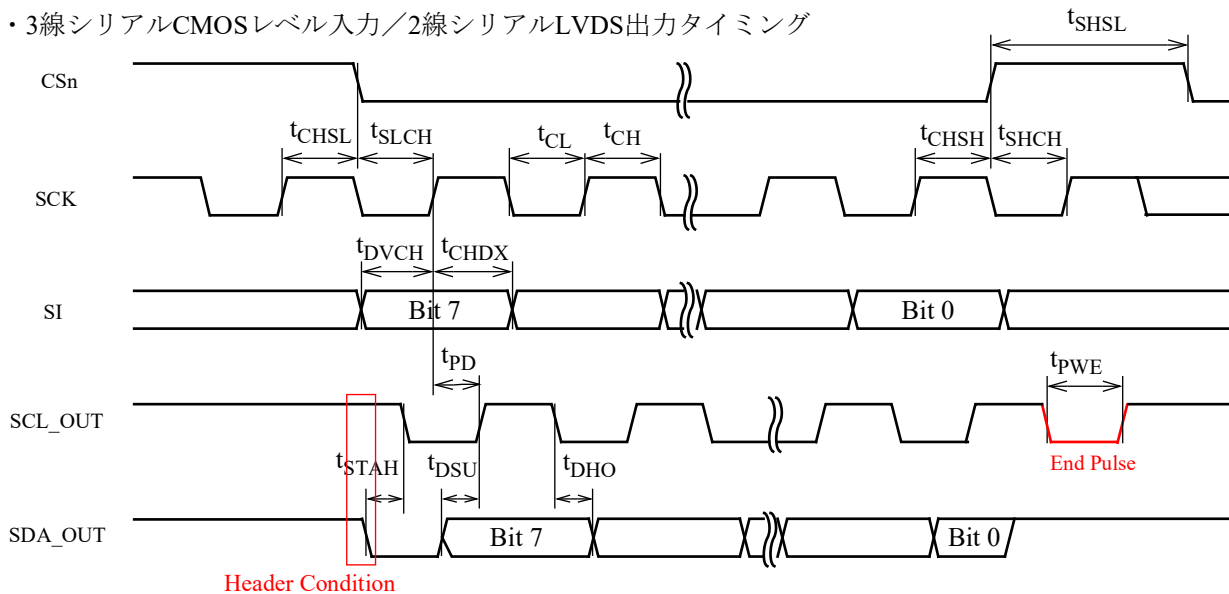 ・3線シリアルCMOSレベル入力／2線シリアルLVDS出力タイミング
tSHSL
CSn
tCHSL tSLCH tCL tCH tCHSH tSHCH
SCK
tDVCH tCHDX
SI Bit 7 Bit 0
tPD tPWE
SCL_OUT
End Pulse
tSTAH tDSU tDHO
SDA_OUT Bit 7 Bit 0
Header Condition